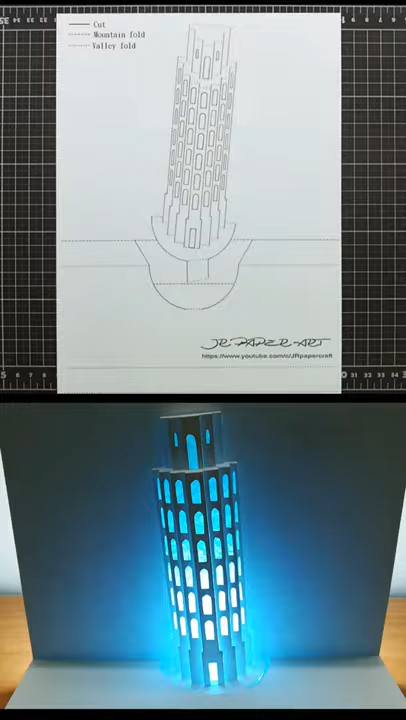 Cut
Mountain fold
Valley fold
JR PAPER ART
https://www.youtube.com/c/JRpapercraft